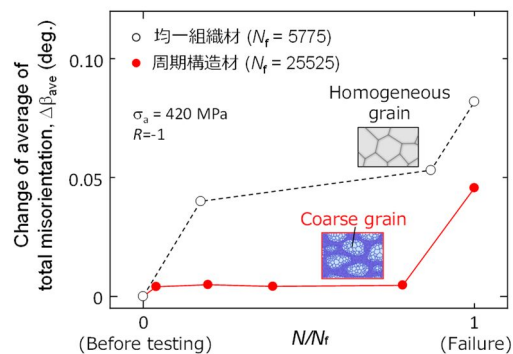 Change of average of
total misorientation, Δβave (deg.)
0.10
0.05
0
均一組織材 (Nf = 5775)
周期構造材 (Nf = 25525)
σa = 420 MPa
R=-1
Homogeneous
grain
Coarse grain
0
1
(Before testing)
N/Nf
(Failure)